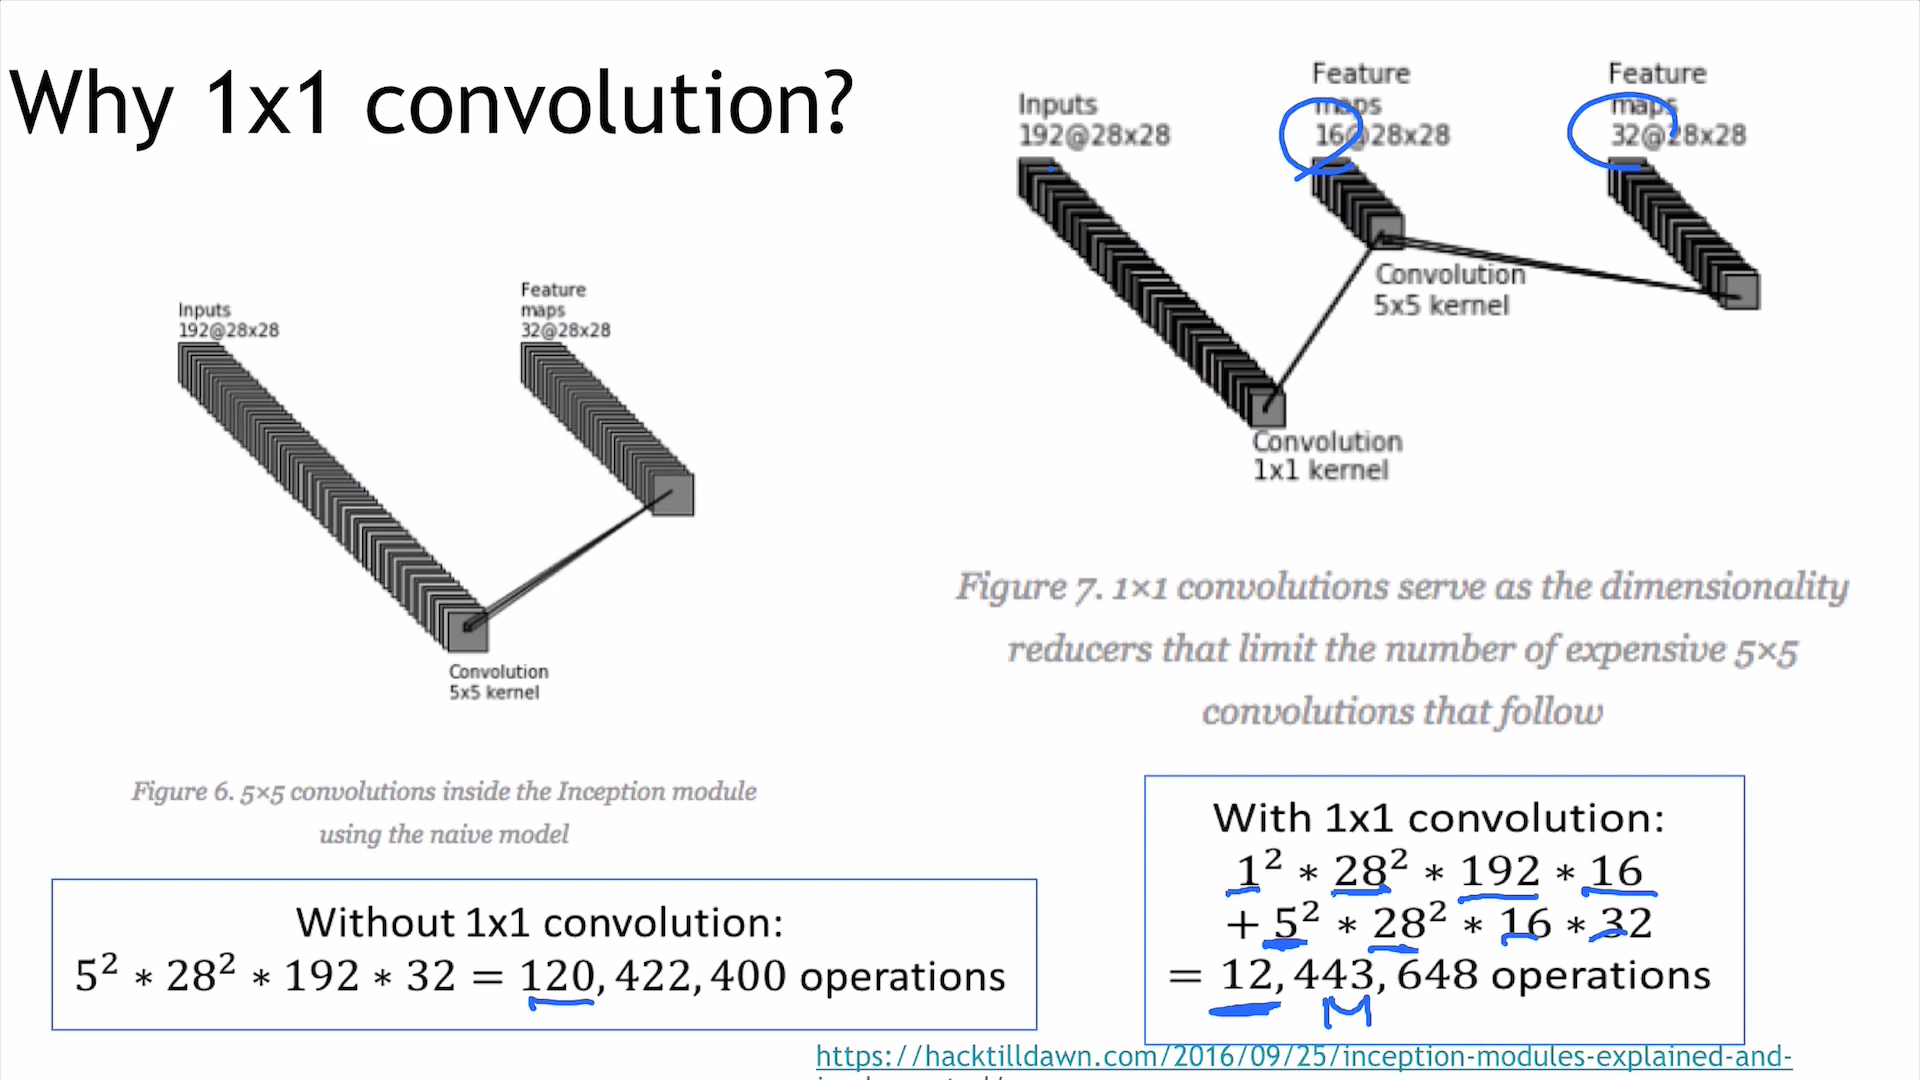 Why 1x1 convolution?
Inputs
192@28x28
Feature
maps
32@28x28
Convolution
5x5 kernel
Figure 6. 5×5 convolutions inside the Inception module
using the naive model
Without 1x1 convolution:
5² * 28² * 192 * 32 = 120, 422, 400 operations
Inputs
192@28x28
Feature
maps
16@28x28
Feature
maps
32@28x28
Convolution
5x5 kernel
Convolution
1x1 kernel
Figure 7. 1×1 convolutions serve as the dimensionality
reducers that limit the number of expensive 5×5
convolutions that follow
With 1x1 convolution:
1² * 28² * 192 * 16
+ 5² * 28² * 16 * 32
= 12, 443, 648 operations
M
https://hacktilldawn.com/2016/09/25/inception-modules-explained-and-